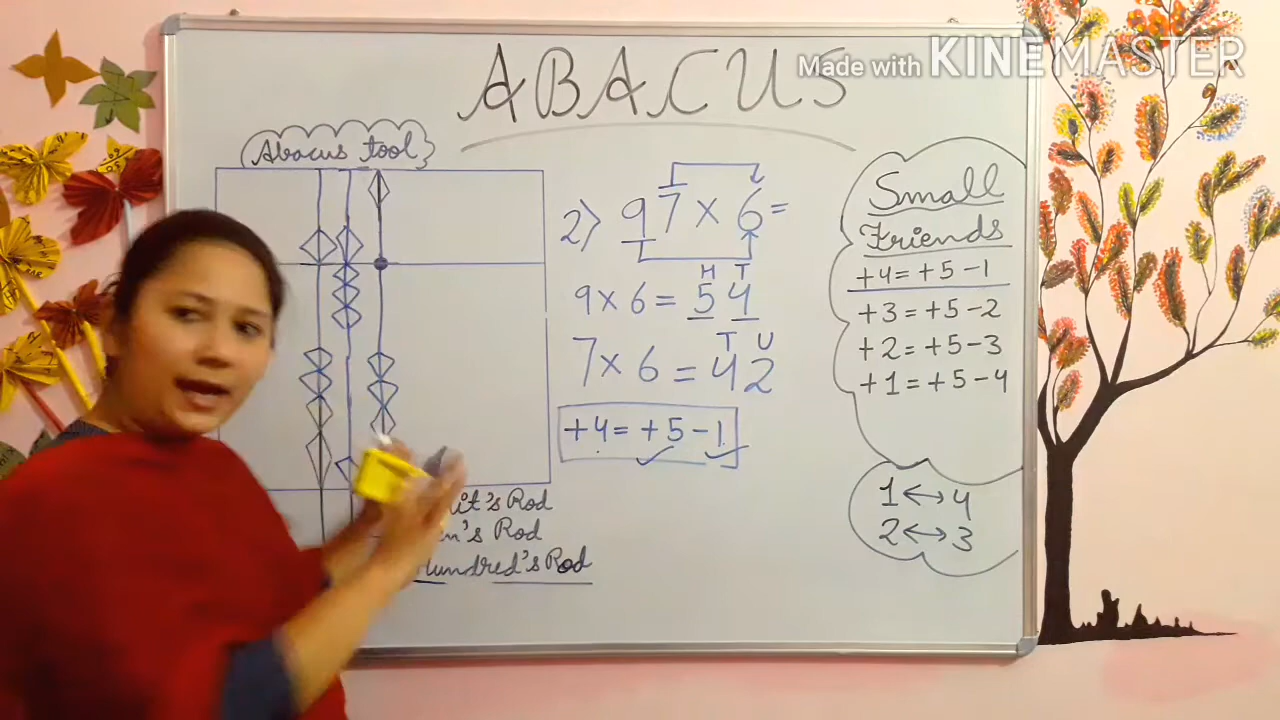 Made with KINEMASTER
ABACUS
Abacus tool
2) 97 × 6 =
H T
9 × 6 = 54
T U
7 × 6 = 42
+4 = +5 - 1
Rod
Rod
Hundred's Rod
Small
Friends
+4 = +5 - 1
+3 = +5 - 2
+2 = +5 - 3
+1 = +5 - 4
1 ↔ 4
2 ↔ 3